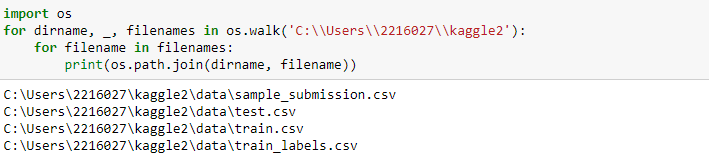 import os
for dirname, _, filenames in os.walk('C:\\Users\\2216027\\kaggle2'):
    for filename in filenames:
        print(os.path.join(dirname, filename))
C:\Users\2216027\kaggle2\data\sample_submission.csv
C:\Users\2216027\kaggle2\data\test.csv
C:\Users\2216027\kaggle2\data\train.csv
C:\Users\2216027\kaggle2\data\train_labels.csv